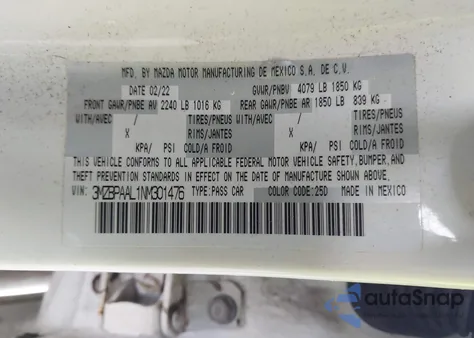 MFD. BY MAZDA MOTOR MANUFACTURING DE MEXICO S.A. DE C.V.
DATE 02/22 GVWR/PNBV 4079 LB 1850 KG
FRONT GAWR/PNBE AV 2240 LB 1016 KG REAR GAWR/PNBE AR 1850 LB 839 KG
WITH/AVEC / TIRES/PNEUS WITH/AVEC / TIRES/PNEUS
X RIMS/JANTES X RIMS/JANTES
KPA/ PSI COLD/A FROID KPA/ PSI COLD/A FROID
THIS VEHICLE CONFORMS TO ALL APPLICABLE FEDERAL MOTOR VEHICLE SAFETY, BUMPER, AND
THEFT PREVENTION STANDARDS IN EFFECT ON THE DATE OF MANUFACTURE SHOWN ABOVE.
VIN: 3MZBPAAL1NM301476 TYPE:PASS CAR COLOR CODE:25D MADE IN MEXICO
autoSnap